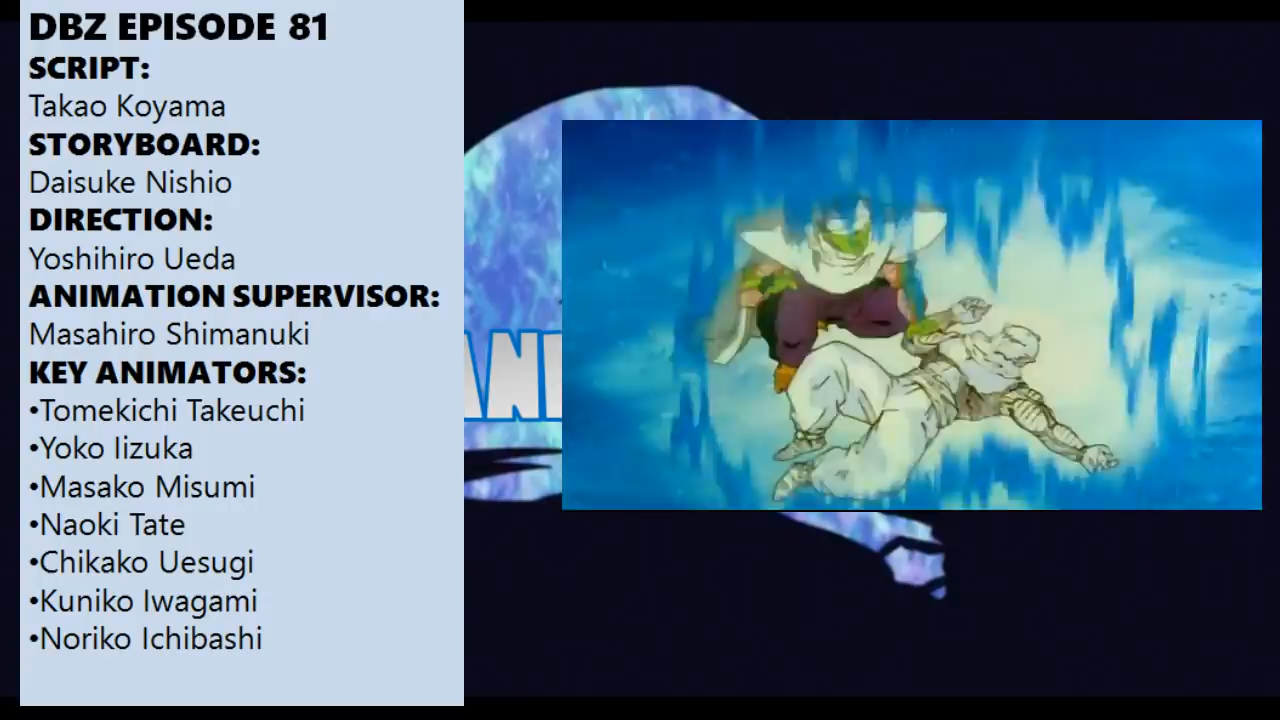 DBZ EPISODE 81
SCRIPT:
Takao Koyama
STORYBOARD:
Daisuke Nishio
DIRECTION:
Yoshihiro Ueda
ANIMATION SUPERVISOR:
Masahiro Shimanuki
KEY ANIMATORS:
•Tomekichi Takeuchi
•Yoko Iizuka
•Masako Misumi
•Naoki Tate
•Chikako Uesugi
•Kuniko Iwagami
•Noriko Ichibashi